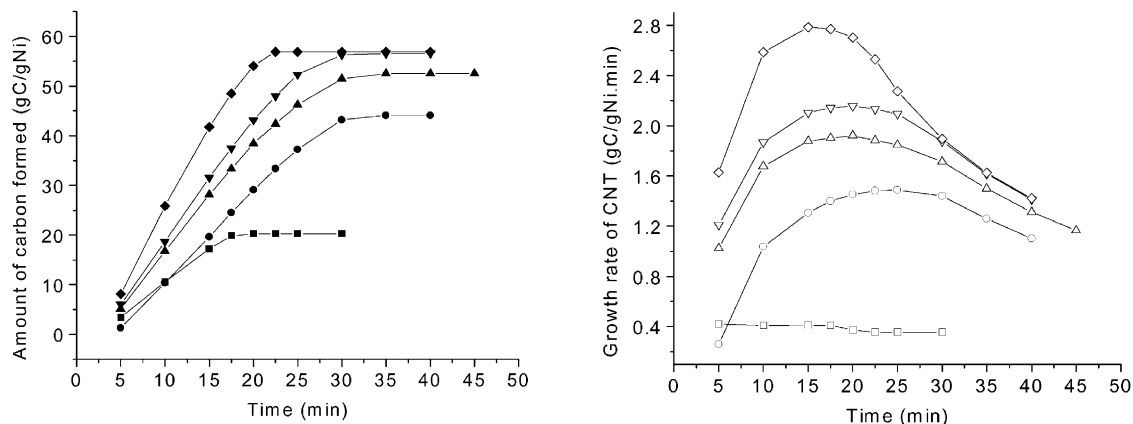 Amount of carbon formed (gC/gNi)
60
50
40
30
20
10
0
0 5 10 15 20 25 30 35 40 45 50
Time (min)
Growth rate of CNT (gC/gNi.min)
2.8
2.4
2.0
1.6
1.2
0.8
0.4
0 5 10 15 20 25 30 35 40 45 50
Time (min)